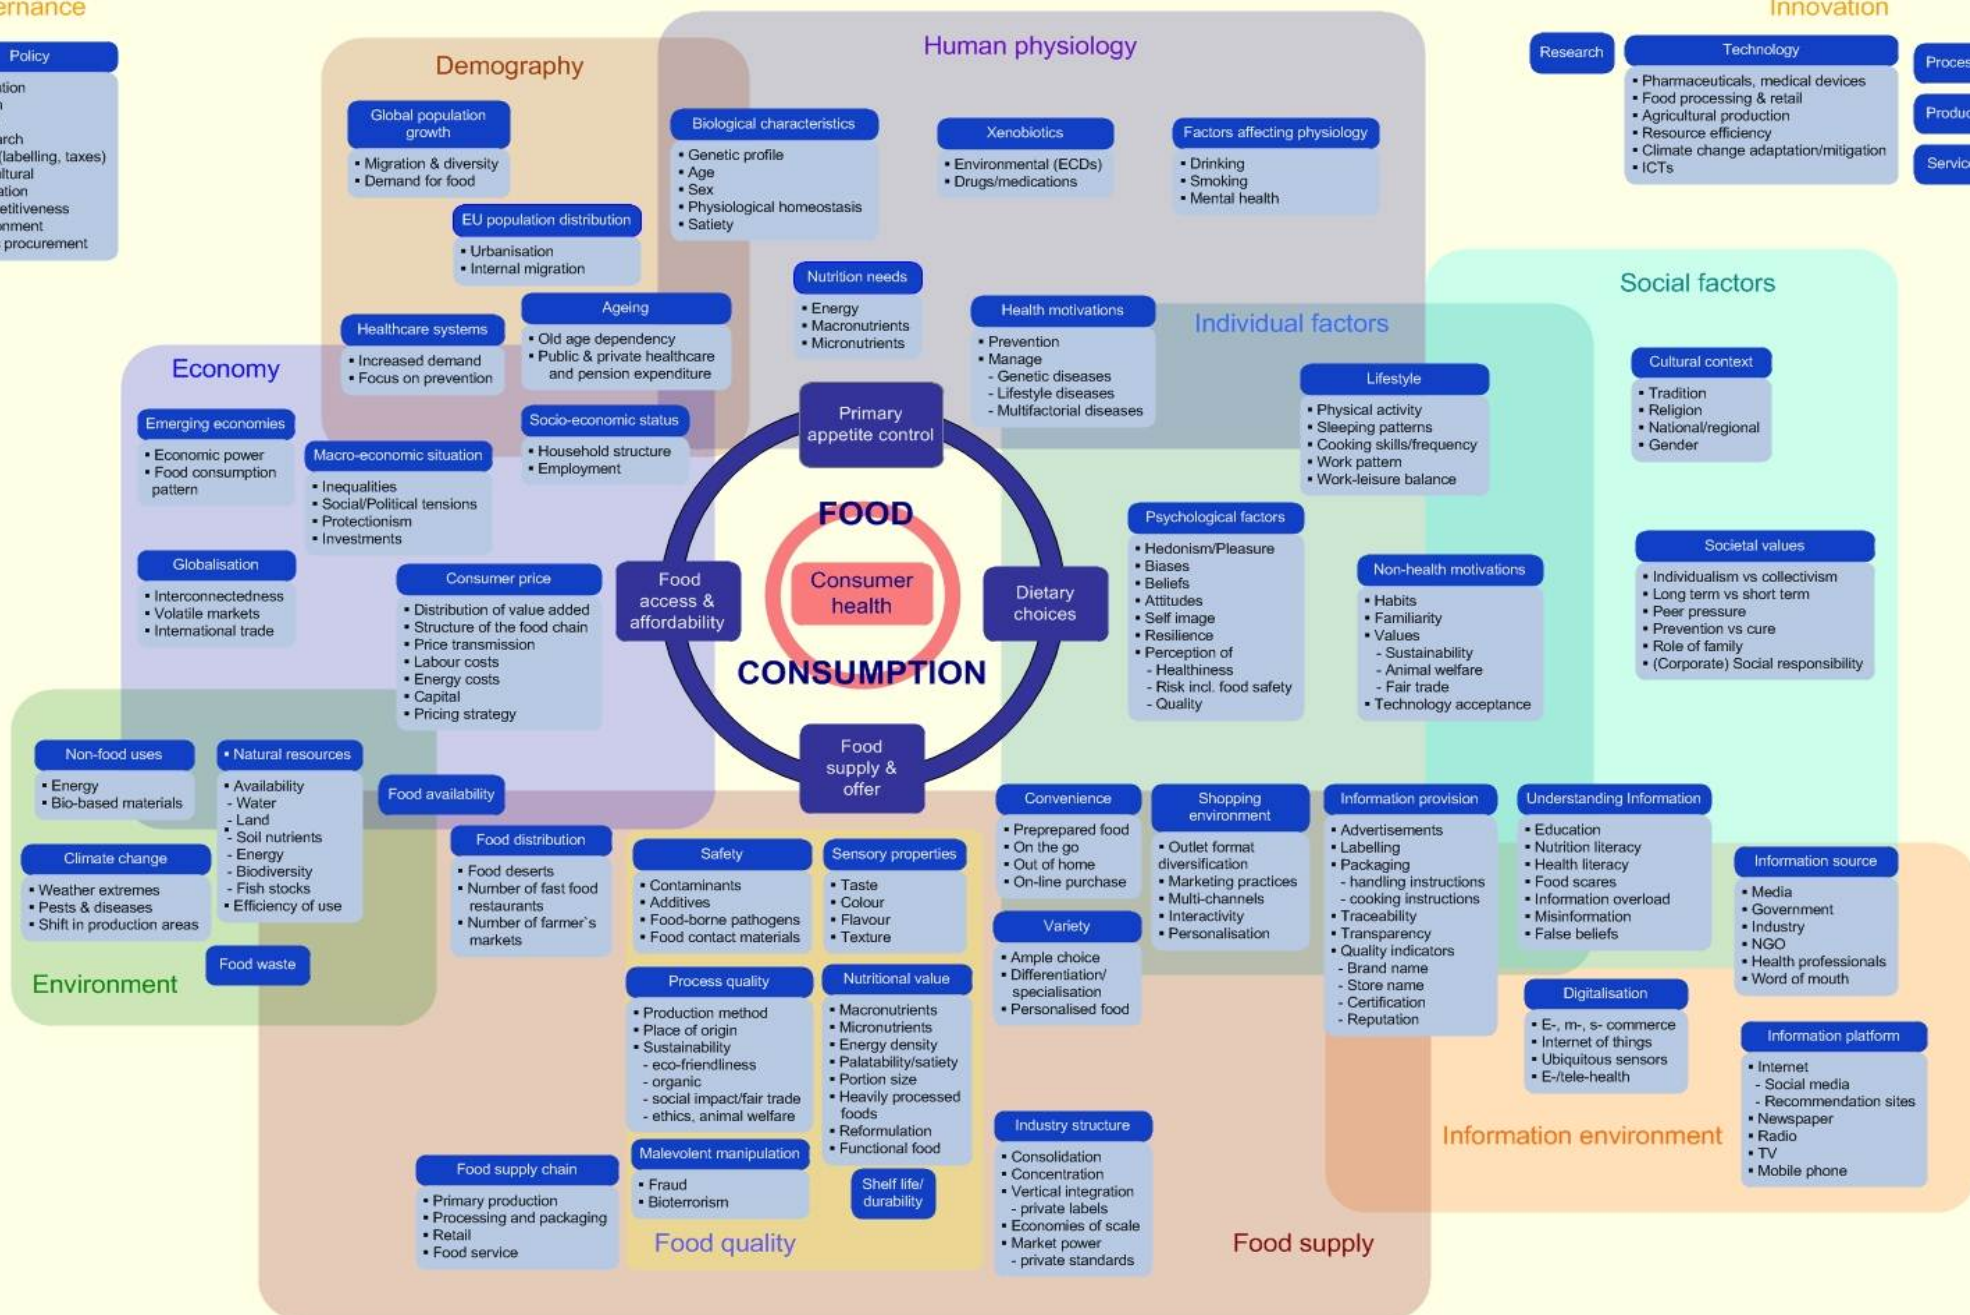 ernance
Policy
tion
arch
(labelling, taxes)
ltural
ation
etitiveness
onment
procurement
Demography
Global population
growth
▪ Migration & diversity
▪ Demand for food
EU population distribution
▪ Urbanisation
▪ Internal migration
Ageing
▪ Old age dependency
▪ Public & private healthcare
and pension expenditure
Healthcare systems
▪ Increased demand
▪ Focus on prevention
Human physiology
Biological characteristics
▪ Genetic profile
▪ Age
▪ Sex
▪ Physiological homeostasis
▪ Satiety
Xenobiotics
▪ Environmental (ECDs)
▪ Drugs/medications
Factors affecting physiology
▪ Drinking
▪ Smoking
▪ Mental health
Nutrition needs
▪ Energy
▪ Macronutrients
▪ Micronutrients
Health motivations
▪ Prevention
▪ Manage
- Genetic diseases
- Lifestyle diseases
- Multifactorial diseases
Innovation
Research
Technology
▪ Pharmaceuticals, medical devices
▪ Food processing & retail
▪ Agricultural production
▪ Resource efficiency
▪ Climate change adaptation/mitigation
▪ ICTs
Proces
Produc
Servic
Economy
Emerging economies
▪ Economic power
▪ Food consumption
pattern
Macro-economic situation
▪ Inequalities
▪ Social/Political tensions
▪ Protectionism
▪ Investments
Socio-economic status
▪ Household structure
▪ Employment
Globalisation
▪ Interconnectedness
▪ Volatile markets
▪ International trade
Consumer price
▪ Distribution of value added
▪ Structure of the food chain
▪ Price transmission
▪ Labour costs
▪ Energy costs
▪ Capital
▪ Pricing strategy
Primary
appetite control
FOOD
Consumer
health
CONSUMPTION
Food
access &
affordability
Dietary
choices
Food
supply &
offer
Individual factors
Lifestyle
▪ Physical activity
▪ Sleeping patterns
▪ Cooking skills/frequency
▪ Work pattern
▪ Work-leisure balance
Psychological factors
▪ Hedonism/Pleasure
▪ Biases
▪ Beliefs
▪ Attitudes
▪ Self image
▪ Resilience
▪ Perception of
- Healthiness
- Risk incl. food safety
- Quality
Non-health motivations
▪ Habits
▪ Familiarity
▪ Values
- Sustainability
- Animal welfare
- Fair trade
▪ Technology acceptance
Social factors
Cultural context
▪ Tradition
▪ Religion
▪ National/regional
▪ Gender
Societal values
▪ Individualism vs collectivism
▪ Long term vs short term
▪ Peer pressure
▪ Prevention vs cure
▪ Role of family
▪ (Corporate) Social responsibility
Non-food uses
▪ Energy
▪ Bio-based materials
▪ Natural resources
▪ Availability
- Water
- Land
- Soil nutrients
- Energy
- Biodiversity
- Fish stocks
▪ Efficiency of use
Food availability
Climate change
▪ Weather extremes
▪ Pests & diseases
▪ Shift in production areas
Food waste
Environment
Food distribution
▪ Food deserts
▪ Number of fast food
restaurants
▪ Number of farmer`s
markets
Safety
▪ Contaminants
▪ Additives
▪ Food-borne pathogens
▪ Food contact materials
Sensory properties
▪ Taste
▪ Colour
▪ Flavour
▪ Texture
Process quality
▪ Production method
▪ Place of origin
▪ Sustainability
- eco-friendliness
- organic
- social impact/fair trade
- ethics, animal welfare
Nutritional value
▪ Macronutrients
▪ Micronutrients
▪ Energy density
▪ Palatability/satiety
▪ Portion size
▪ Heavily processed
foods
▪ Reformulation
▪ Functional food
Malevolent manipulation
▪ Fraud
▪ Bioterrorism
Shelf life/
durability
Food quality
Food supply chain
▪ Primary production
▪ Processing and packaging
▪ Retail
▪ Food service
Convenience
▪ Preprepared food
▪ On the go
▪ Out of home
▪ On-line purchase
Variety
▪ Ample choice
▪ Differentiation/
specialisation
▪ Personalised food
Shopping
environment
▪ Outlet format
diversification
▪ Marketing practices
▪ Multi-channels
▪ Interactivity
▪ Personalisation
Information provision
▪ Advertisements
▪ Labelling
▪ Packaging
- handling instructions
- cooking instructions
▪ Traceability
▪ Transparency
▪ Quality indicators
- Brand name
- Store name
- Certification
- Reputation
Understanding Information
▪ Education
▪ Nutrition literacy
▪ Health literacy
▪ Food scares
▪ Information overload
▪ Misinformation
▪ False beliefs
Information source
▪ Media
▪ Government
▪ Industry
▪ NGO
▪ Health professionals
▪ Word of mouth
Digitalisation
▪ E-, m-, s- commerce
▪ Internet of things
▪ Ubiquitous sensors
▪ E-/tele-health
Information platform
▪ Internet
- Social media
- Recommendation sites
▪ Newspaper
▪ Radio
▪ TV
▪ Mobile phone
Information environment
Industry structure
▪ Consolidation
▪ Concentration
▪ Vertical integration
- private labels
▪ Economies of scale
▪ Market power
- private standards
Food supply